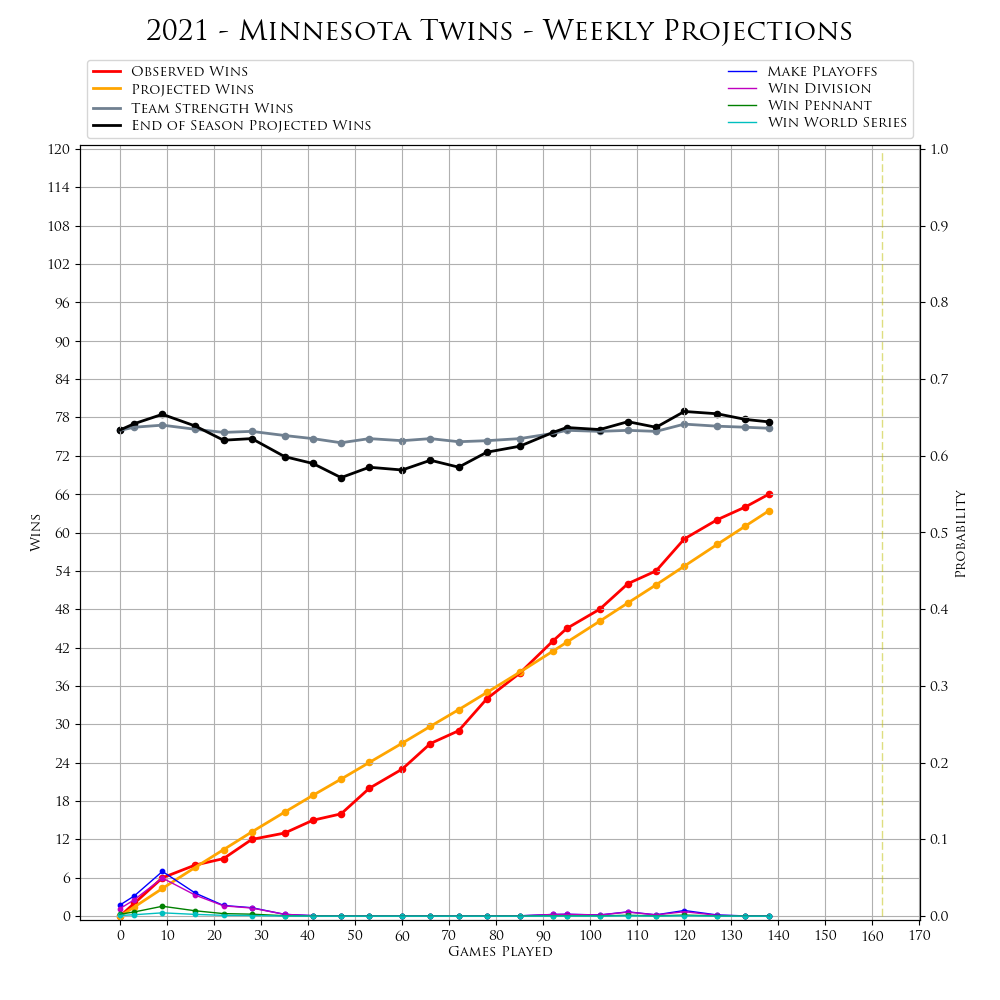 2021 - Minnesota Twins - Weekly Projections
Observed Wins
Projected Wins
Team Strength Wins
End of Season Projected Wins
Make Playoffs
Win Division
Win Pennant
Win World Series
120
114
108
102
96
90
84
78
72
66
60
54
48
42
36
30
24
18
12
6
0
Wins
1.0
0.9
0.8
0.7
0.6
0.5
0.4
0.3
0.2
0.1
0.0
Probability
0 10 20 30 40 50 60 70 80 90 100 110 120 130 140 150 160 170
Games Played